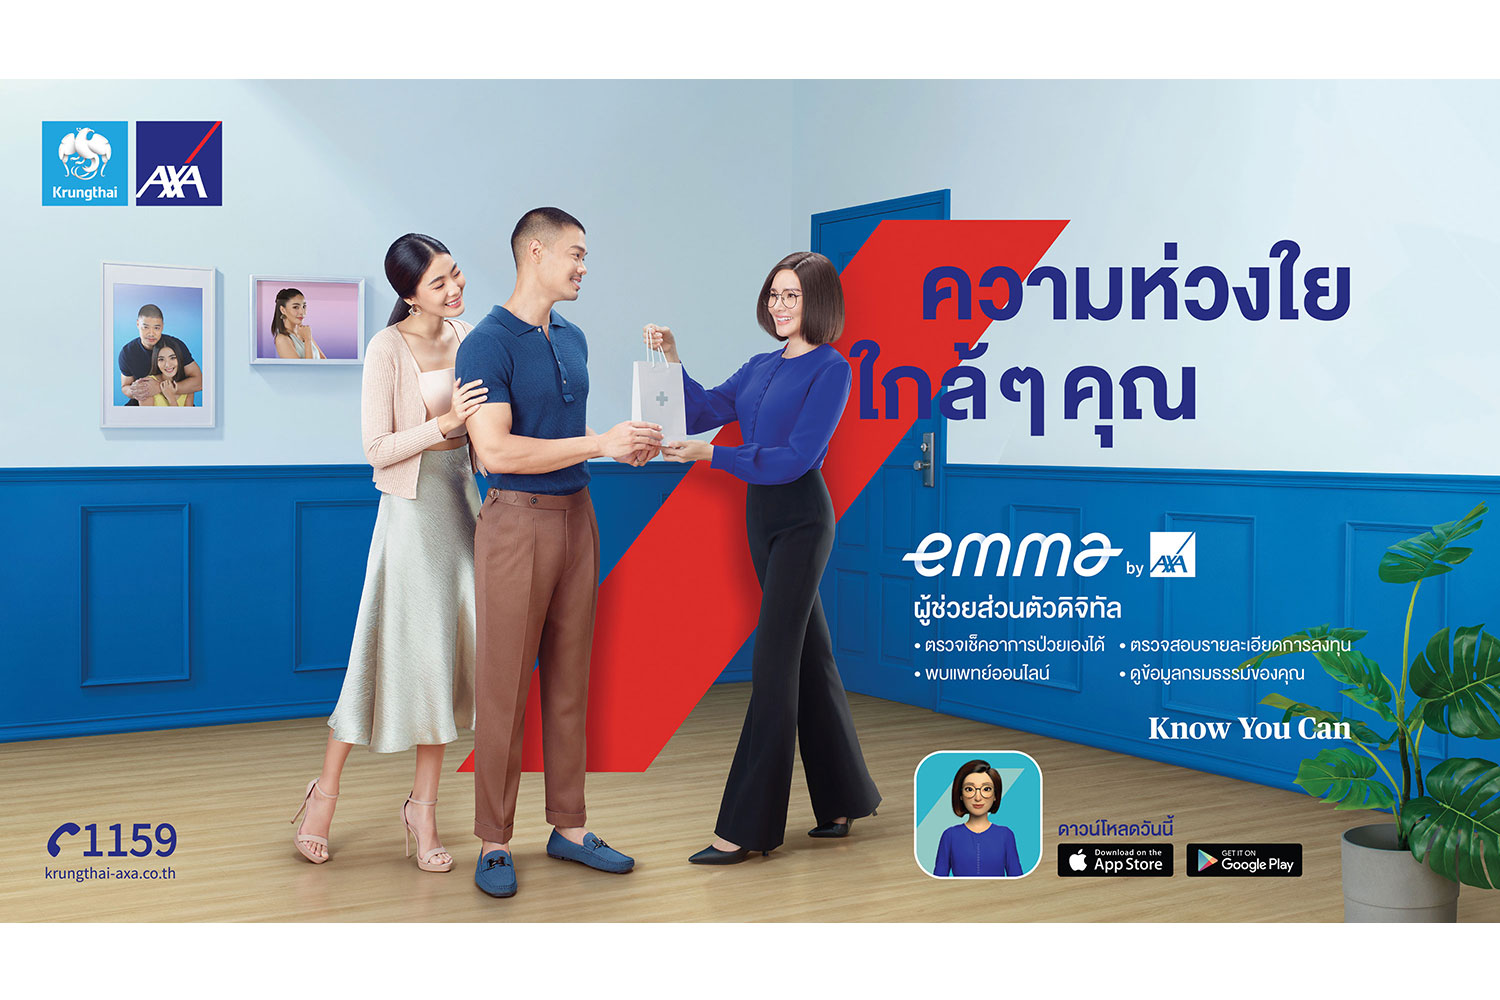 Krungthai
AXA
ความห่วงใย
ใกล้ๆ คุณ
emma by AXA
ผู้ช่วยส่วนตัวดิจิทัล
• ตรวจเช็คอาการป่วยเองได้ • ตรวจสอบรายละเอียดการลงทุน
• พบแพทย์ออนไลน์ • ดูข้อมูลกรมธรรม์ของคุณ
Know You Can
ดาวน์โหลดวันนี้
Download on the
App Store
GET IT ON
Google Play
1159
krungthai-axa.co.th